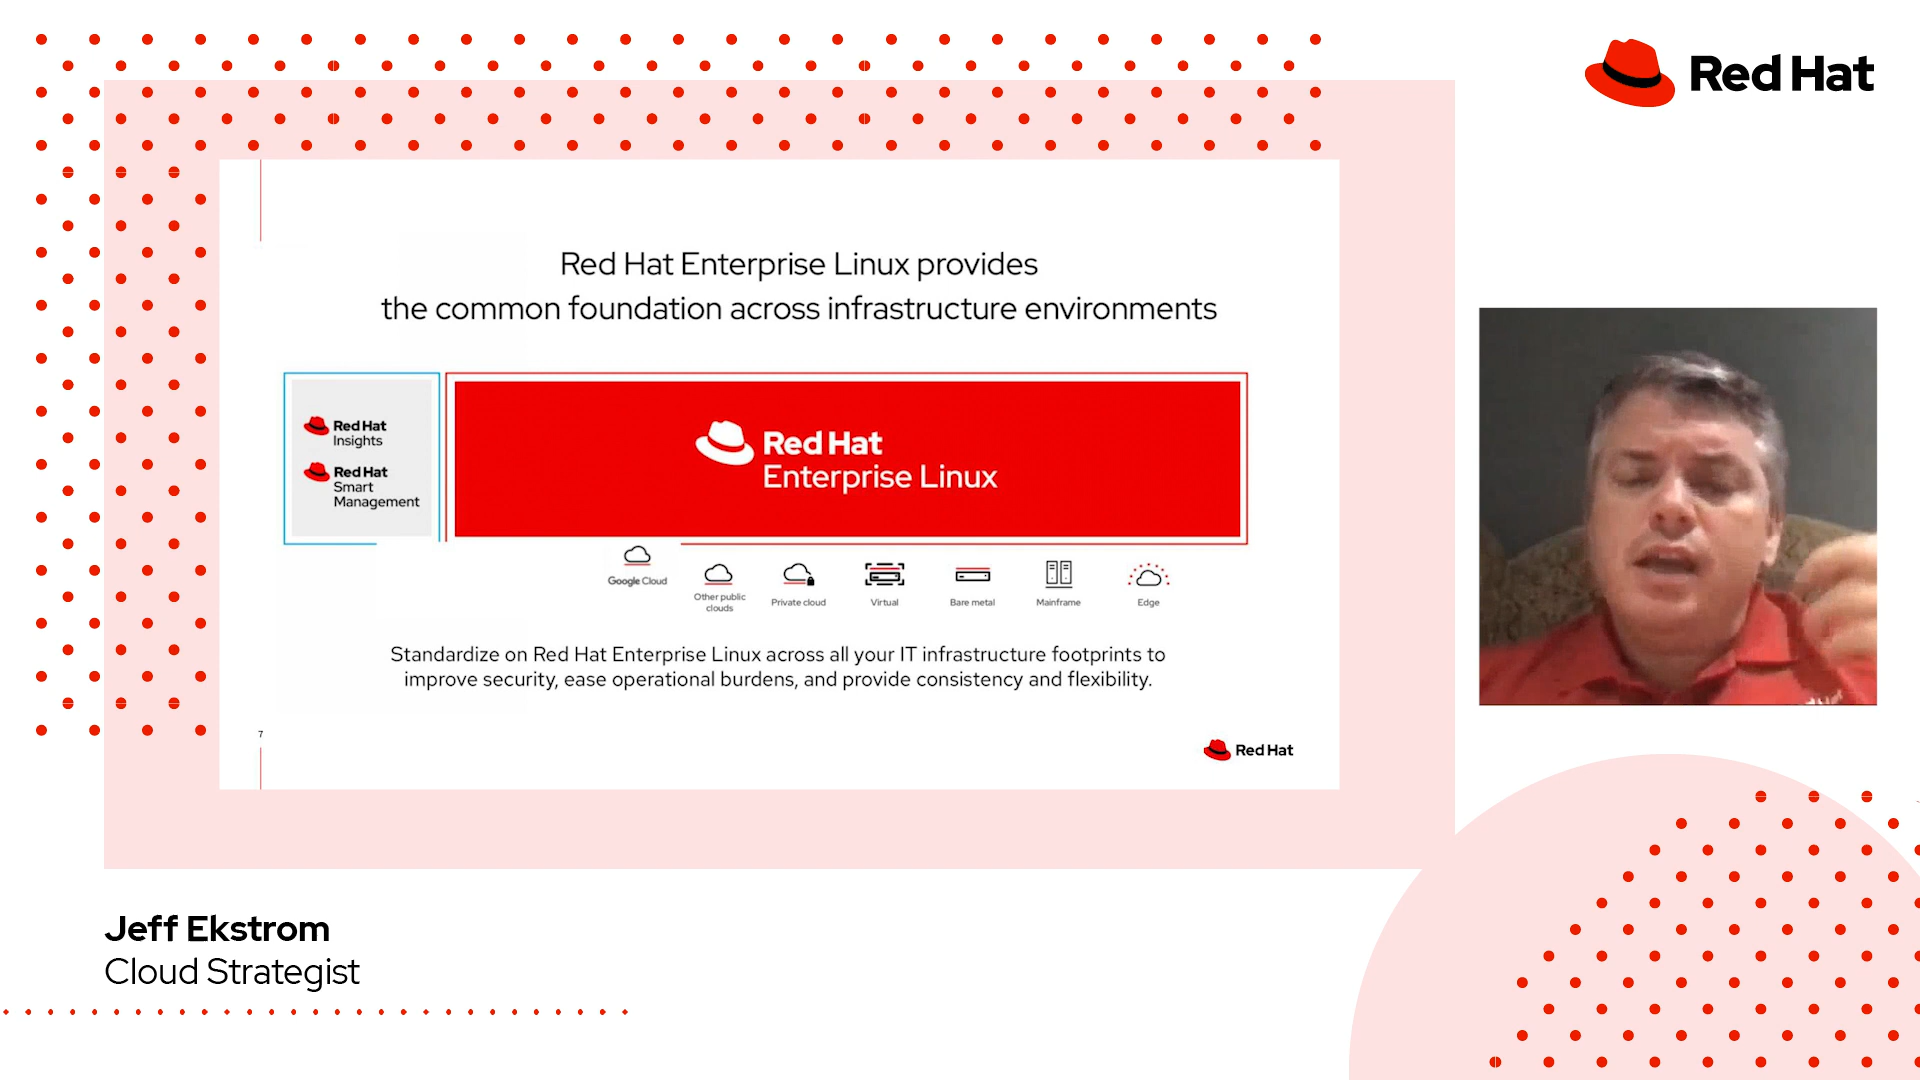 Red Hat
Red Hat Enterprise Linux provides
the common foundation across infrastructure environments
Red Hat
Insights
Red Hat
Smart
Management
Red Hat
Enterprise Linux
Google Cloud
Other public
clouds
Private cloud
Virtual
Bare metal
Mainframe
Edge
Standardize on Red Hat Enterprise Linux across all your IT infrastructure footprints to
improve security, ease operational burdens, and provide consistency and flexibility.
7
Red Hat
Jeff Ekstrom
Cloud Strategist